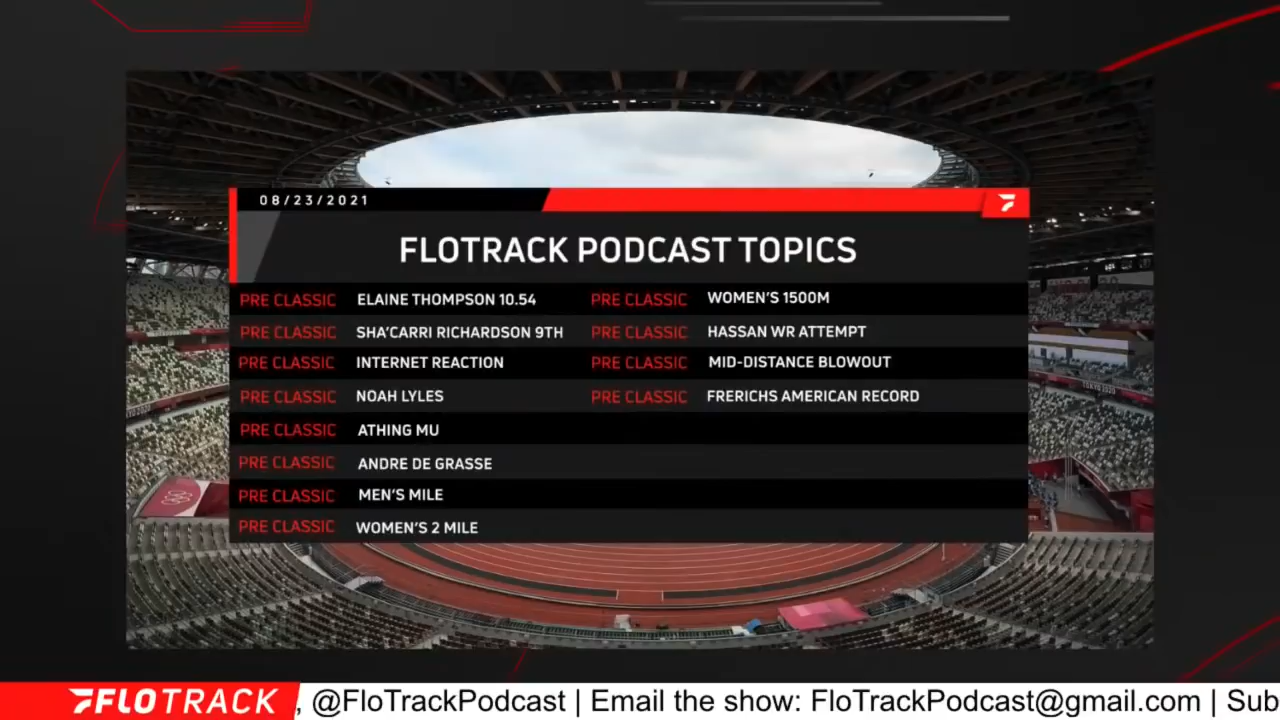 08/23/2021
FLOTRACK PODCAST TOPICS
PRE CLASSIC ELAINE THOMPSON 10.54
PRE CLASSIC SHA'CARRI RICHARDSON 9TH
PRE CLASSIC INTERNET REACTION
PRE CLASSIC NOAH LYLES
PRE CLASSIC ATHING MU
PRE CLASSIC ANDRE DE GRASSE
PRE CLASSIC MEN'S MILE
PRE CLASSIC WOMEN'S 2 MILE
PRE CLASSIC WOMEN'S 1500M
PRE CLASSIC HASSAN WR ATTEMPT
PRE CLASSIC MID-DISTANCE BLOWOUT
PRE CLASSIC FRERICHS AMERICAN RECORD
FLOTRACK , @FloTrackPodcast | Email the show: FloTrackPodcast@gmail.com | Sub